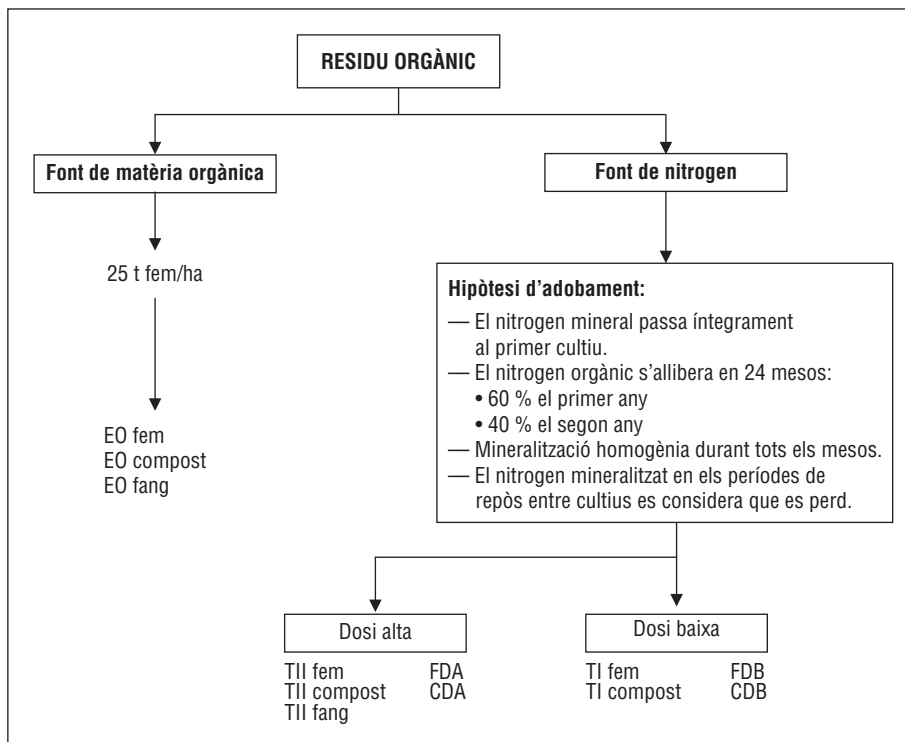 RESIDU ORGÀNIC
Font de matèria orgànica
25 t fem/ha
EO fem
EO compost
EO fang
Font de nitrogen
Hipòtesi d’adobament:
— El nitrogen mineral passa íntegrament
al primer cultiu.
— El nitrogen orgànic s’allibera en 24 mesos:
• 60 % el primer any
• 40 % el segon any
— Mineralització homogènia durant tots els mesos.
— El nitrogen mineralitzat en els períodes de
repòs entre cultius es considera que es perd.
Dosi alta
TII fem FDA
TII compost CDA
TII fang
Dosi baixa
TI fem FDB
TI compost CDB